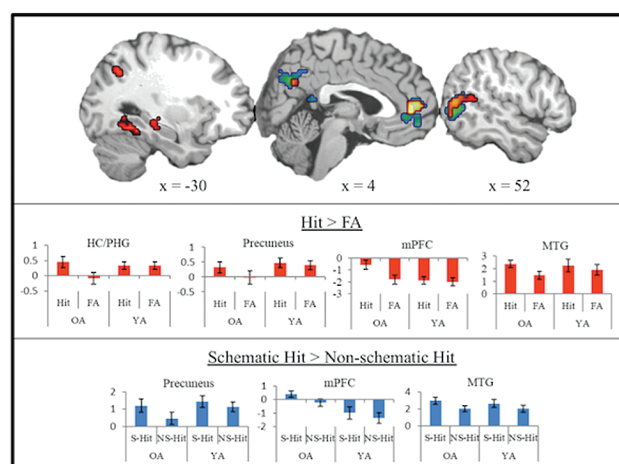 x = -30
x = 4
x = 52
Hit > FA
HC/PHG
1
0.5
0
-0.5
Hit
FA
Hit
FA
OA
YA
Precuneus
1
0.5
0
-0.5
Hit
FA
Hit
FA
OA
YA
mPFC
0
-1
-2
-3
Hit
FA
Hit
FA
OA
YA
MTG
3
2
1
0
Hit
FA
Hit
FA
OA
YA
Schematic Hit > Non-schematic Hit
Precuneus
2
1
0
S-Hit
NS-Hit
S-Hit
NS-Hit
OA
YA
mPFC
1
0
-1
-2
S-Hit
NS-Hit
S-Hit
NS-Hit
OA
YA
MTG
4
2
0
S-Hit
NS-Hit
S-Hit
NS-Hit
OA
YA